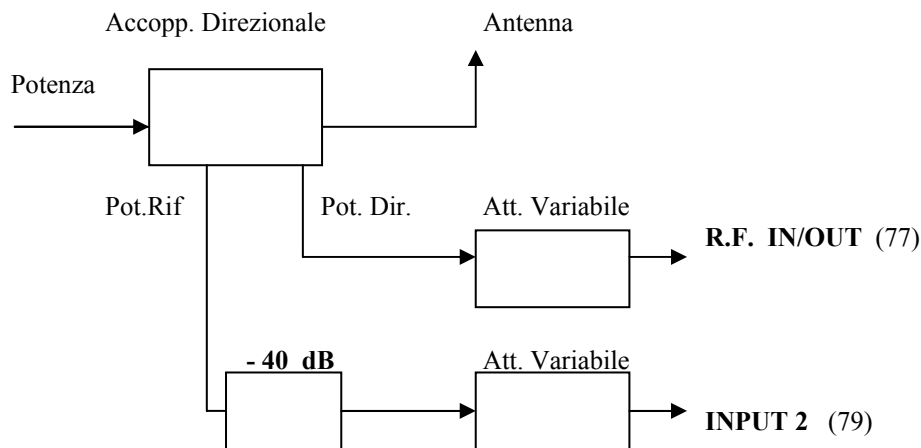 Accopp. Direzionale
Antenna
Potenza
Pot.Rif
Pot. Dir.
Att. Variabile
R.F. IN/OUT (77)
- 40 dB
Att. Variabile
INPUT 2 (79)